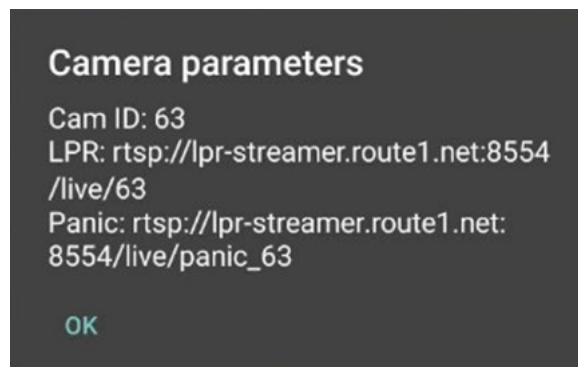 Camera parameters
Cam ID: 63
LPR: rtsp://lpr-streamer.route1.net:8554
/live/63
Panic: rtsp://lpr-streamer.route1.net:
8554/live/panic_63
OK